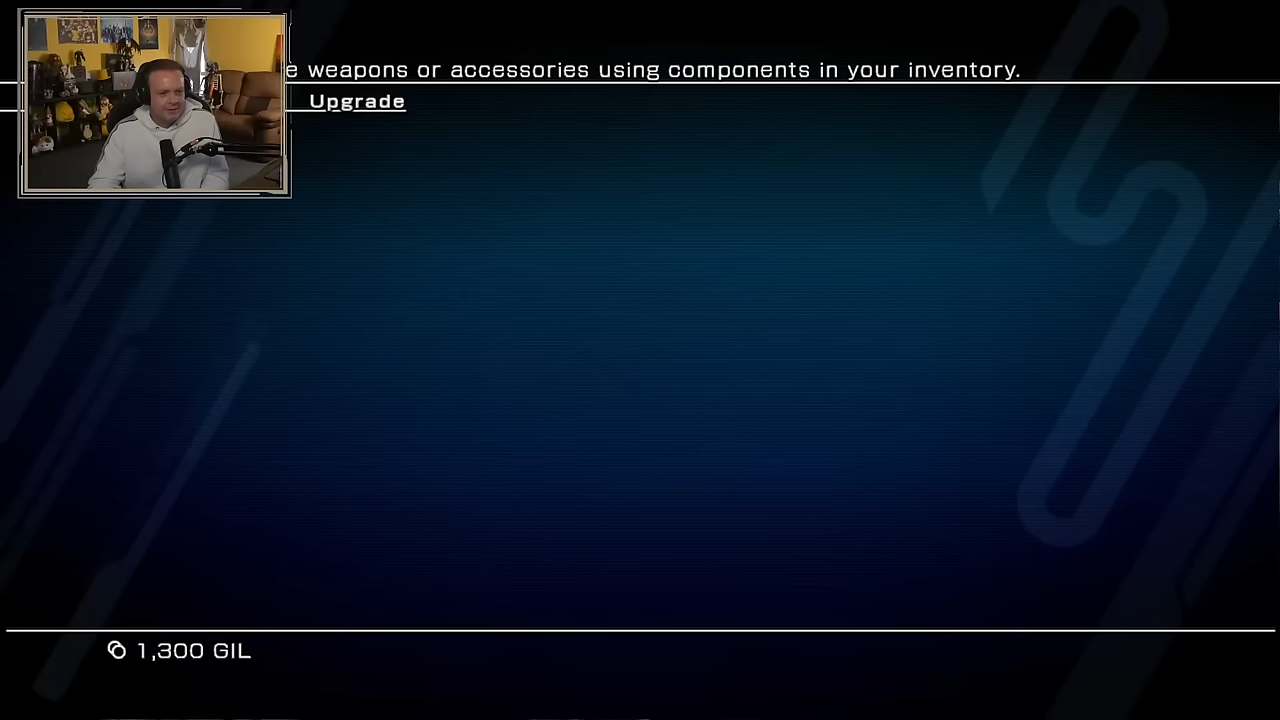 weapons or accessories using components in your inventory.
Upgrade
1,300 GIL